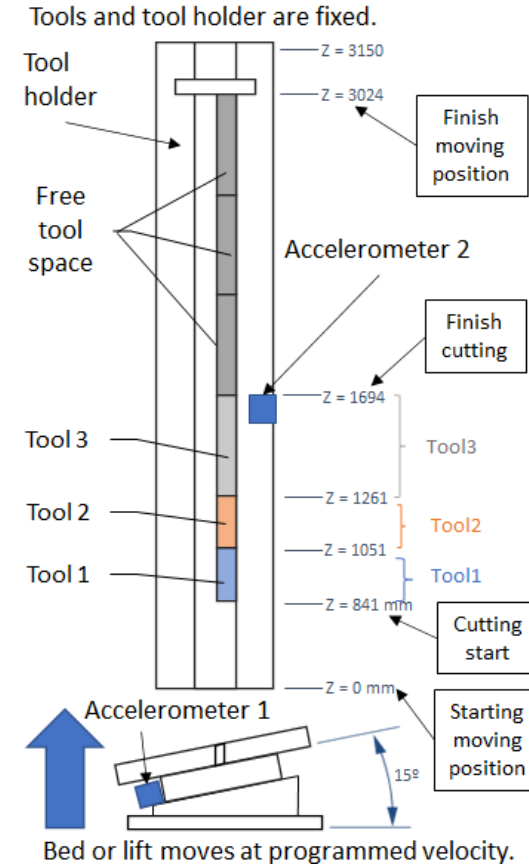 Tools and tool holder are fixed.
Z = 3150
Tool
holder
Z = 3024
Finish
moving
position
Free
tool
space
Accelerometer 2
Finish
cutting
Z = 1694
Tool 3
Tool3
Z = 1261
Tool 2
Tool2
Z = 1051
Tool 1
Tool1
Z = 841 mm
Cutting
start
Z = 0 mm
Starting
moving
position
Accelerometer 1
15º
Bed or lift moves at programmed velocity.